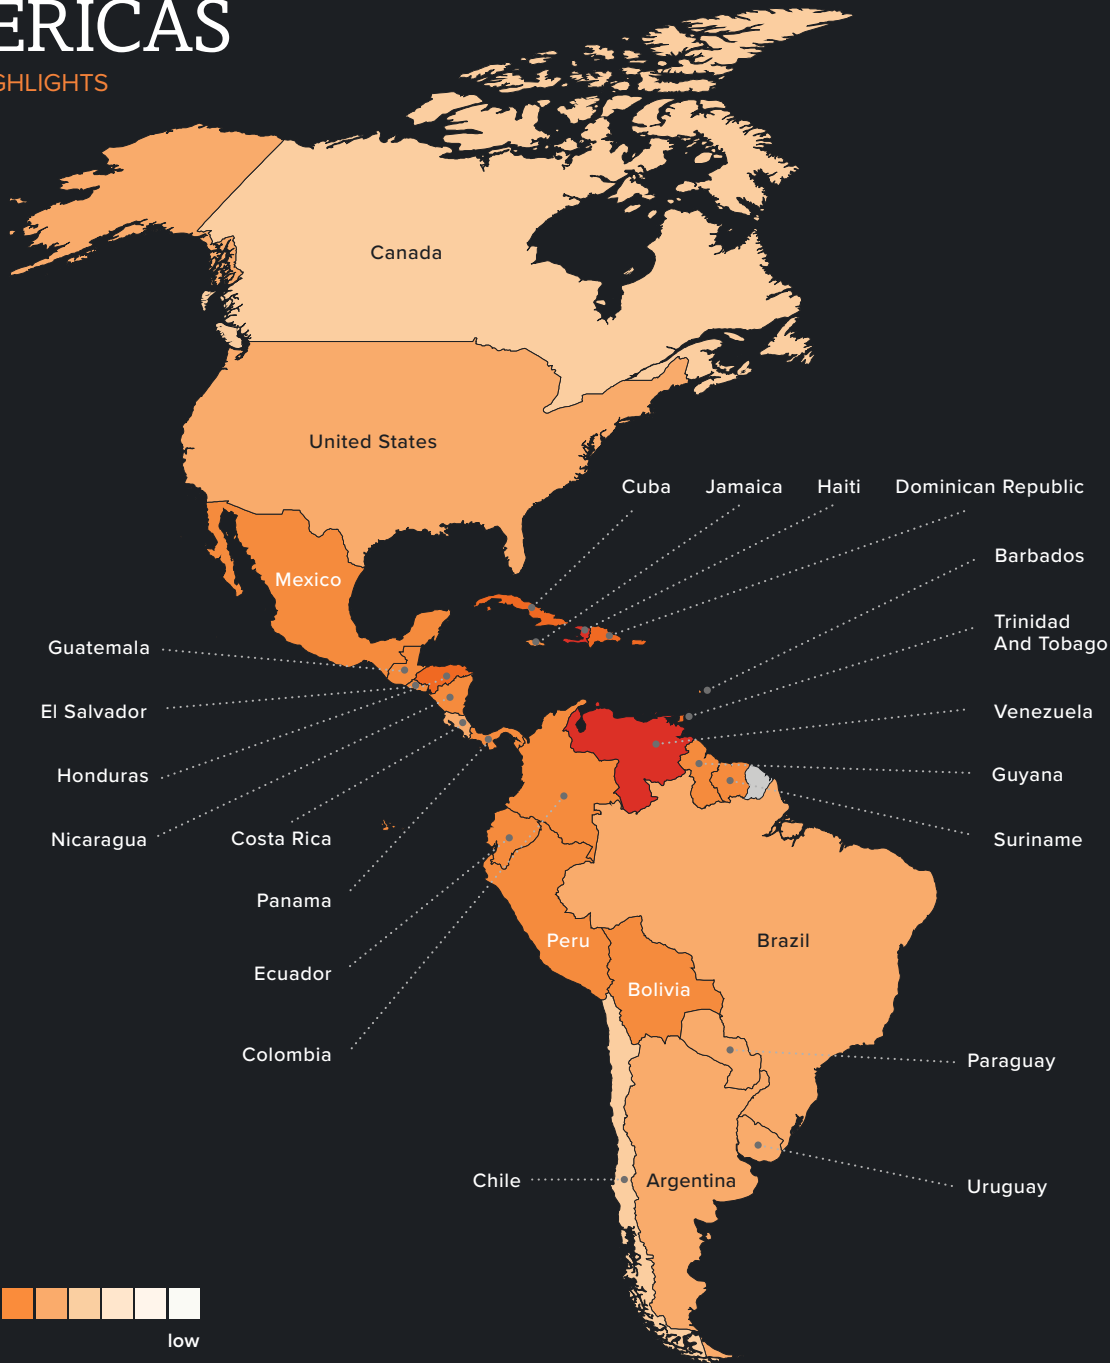 ERICAS
GHLIGHTS
Canada
United States
Cuba
Jamaica
Haiti
Dominican Republic
Barbados
Mexico
Trinidad
And Tobago
Guatemala
El Salvador
Venezuela
Honduras
Guyana
Nicaragua
Costa Rica
Suriname
Panama
Peru
Brazil
Ecuador
Bolivia
Colombia
Paraguay
Chile
Argentina
Uruguay
low